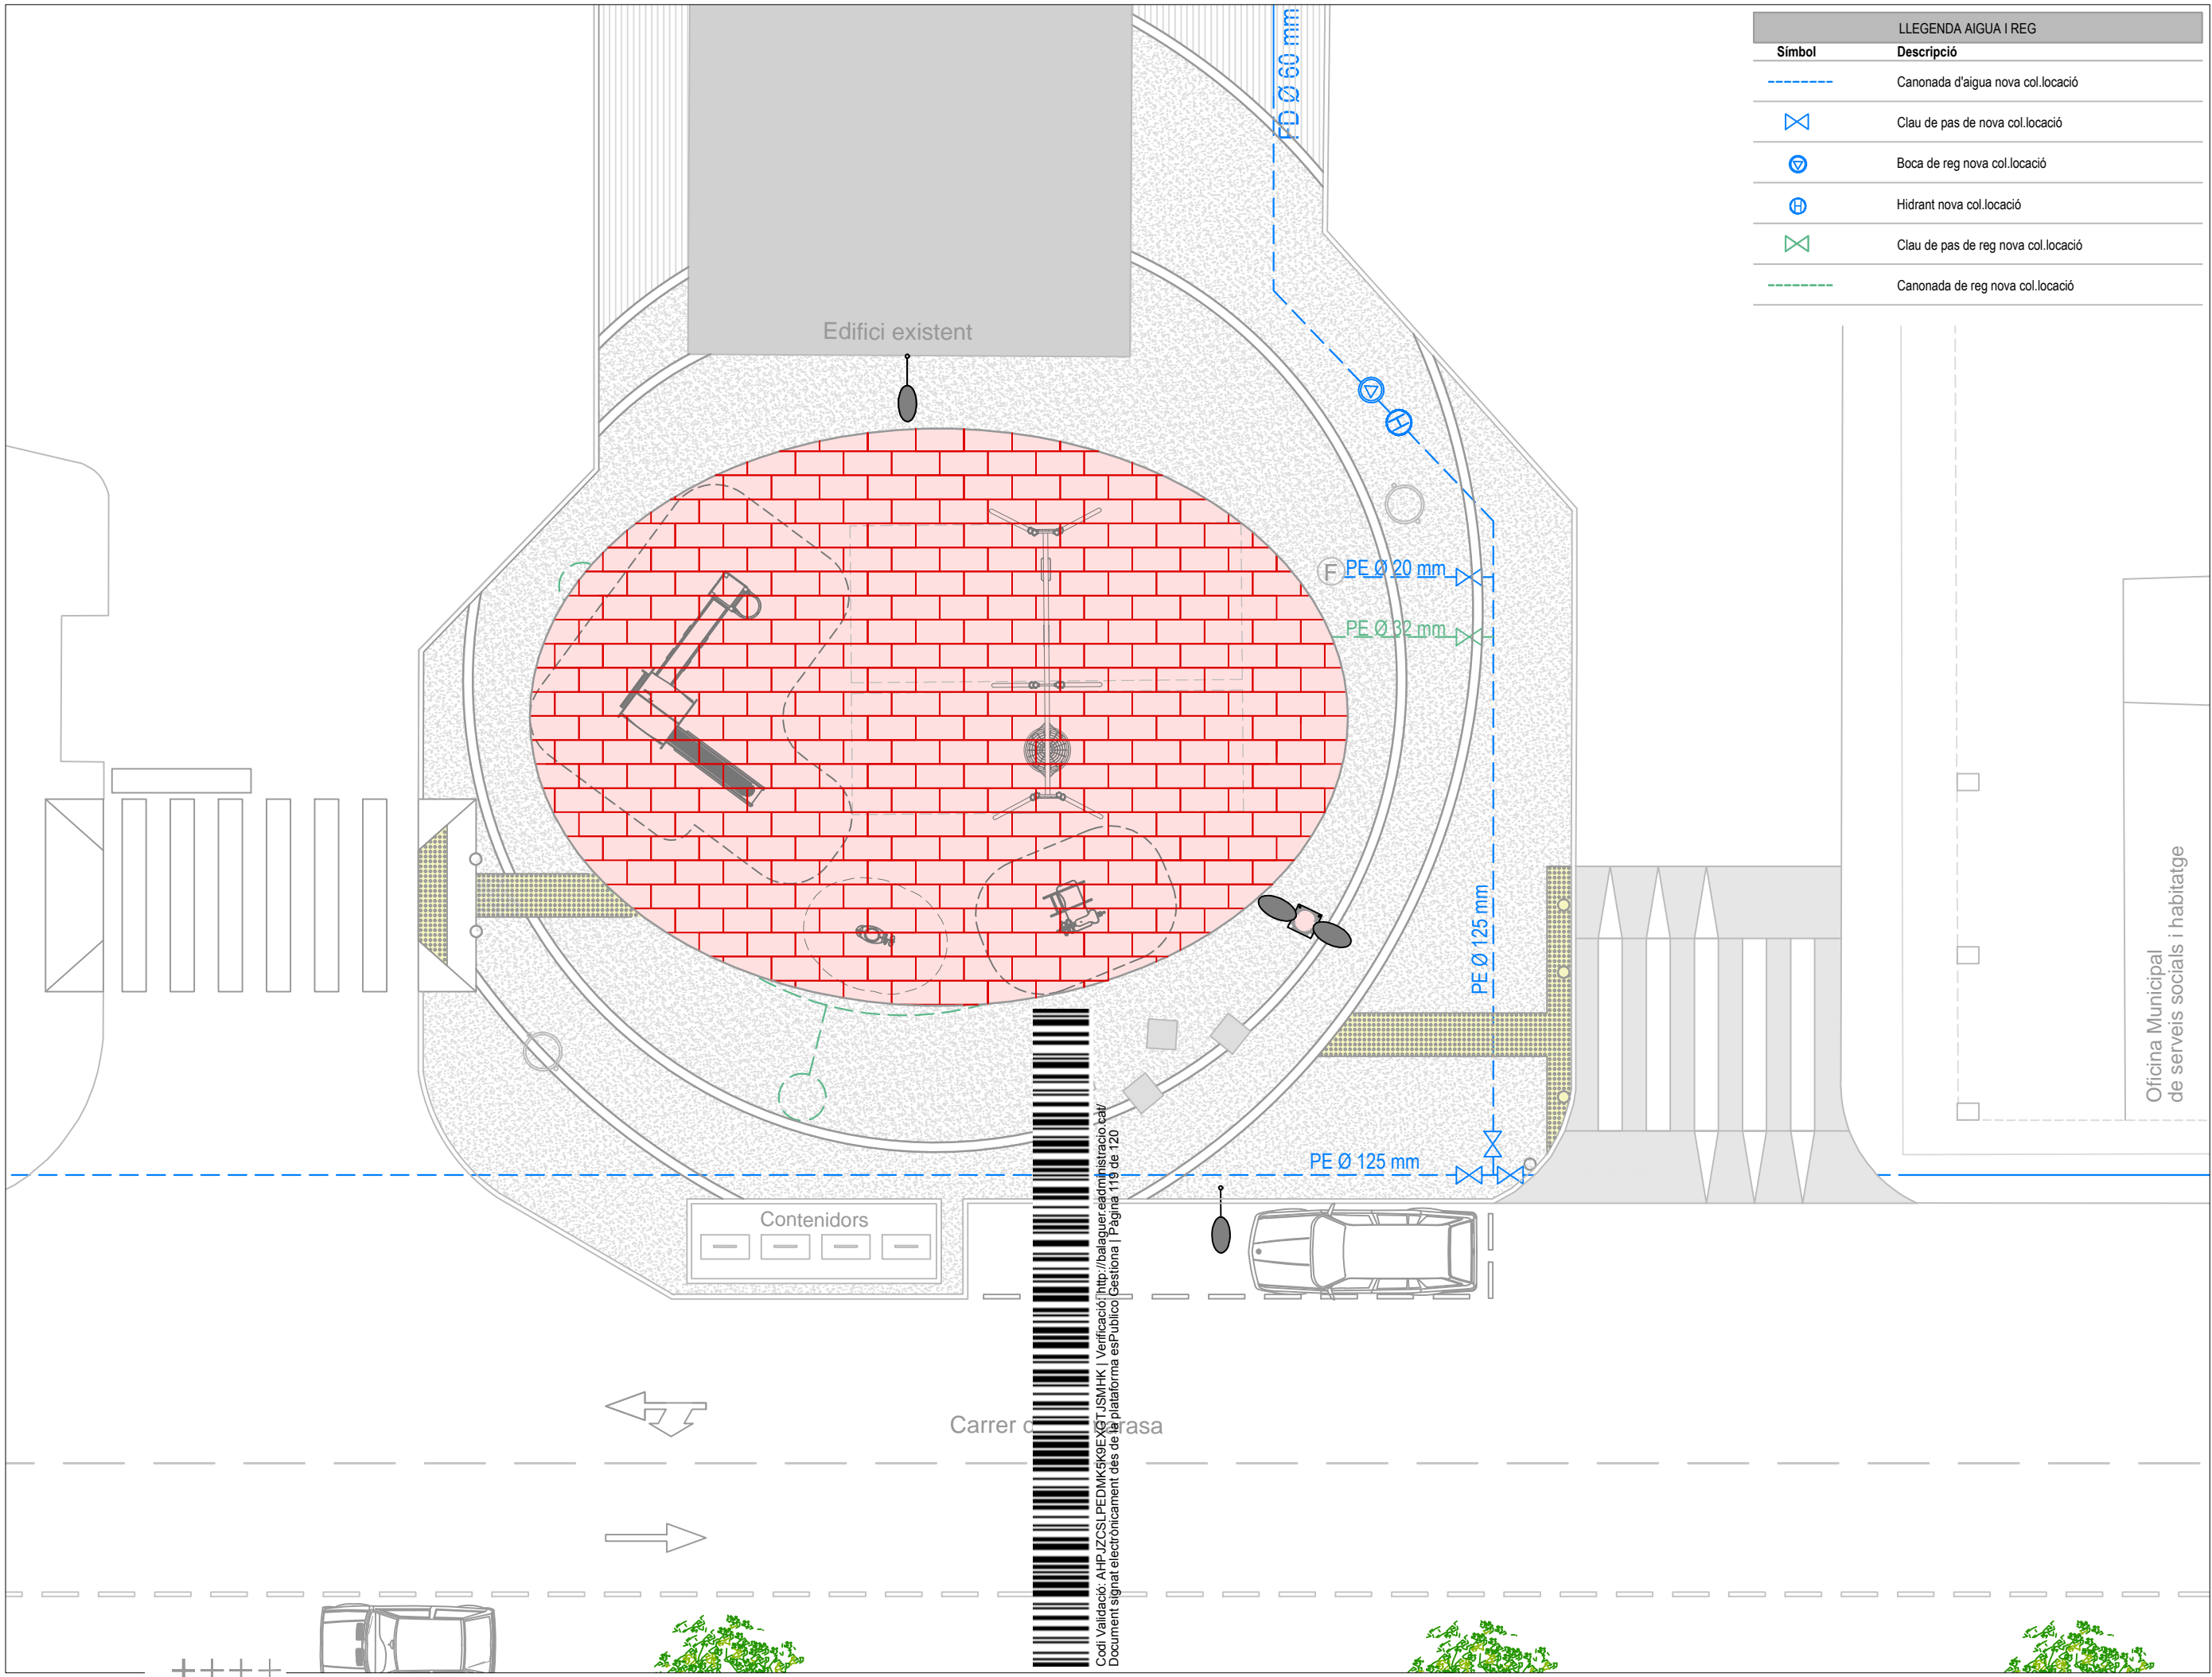 LLEGENDA AIGUA I REG
Símbol Descripció
Canonada d'aigua nova col.locació
Clau de pas de nova col.locació
Boca de reg nova col.locació
Hidrant nova col.locació
Clau de pas de reg nova col.locació
Canonada de reg nova col.locació
FD Ø 60 mm
Edifici existent
H
F
PE Ø 20 mm
PE Ø 32 mm
PE Ø 125 mm
PE Ø 125 mm
Oficina Municipal
de serveis socials i habitatge
Contenidors
Carrer
Codi Validació: AHPJZCSLPEDMK5K9EXGTJSMHK | Verificació: http://balaguer.eadministracio.cat/
Document signat electrònicament des de la plataforma esPublico Gestiona | Pàgina 119 de 120